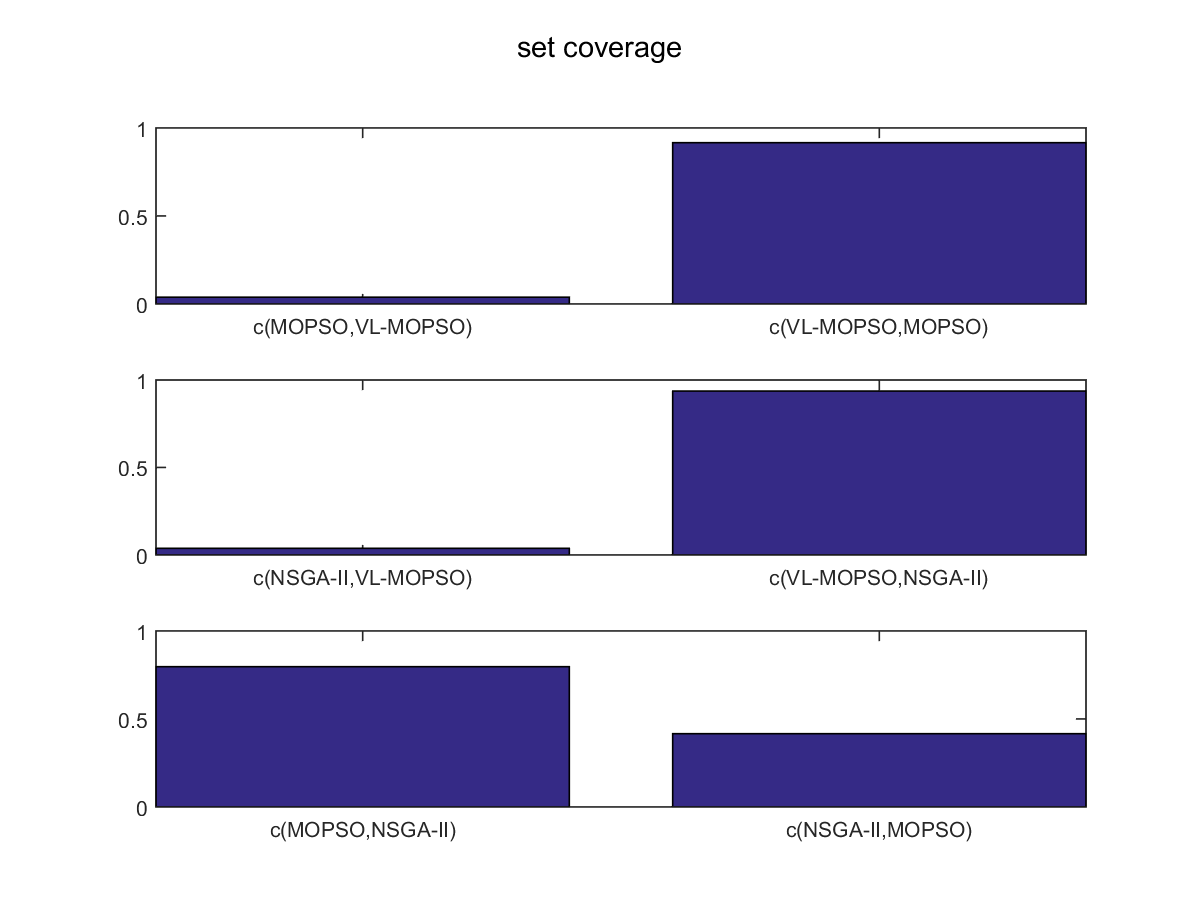 set coverage
1
0.5
0
c(MOPSO,VL-MOPSO) c(VL-MOPSO,MOPSO)
1
0.5
0
c(NSGA-II,VL-MOPSO) c(VL-MOPSO,NSGA-II)
1
0.5
0
c(MOPSO,NSGA-II) c(NSGA-II,MOPSO)